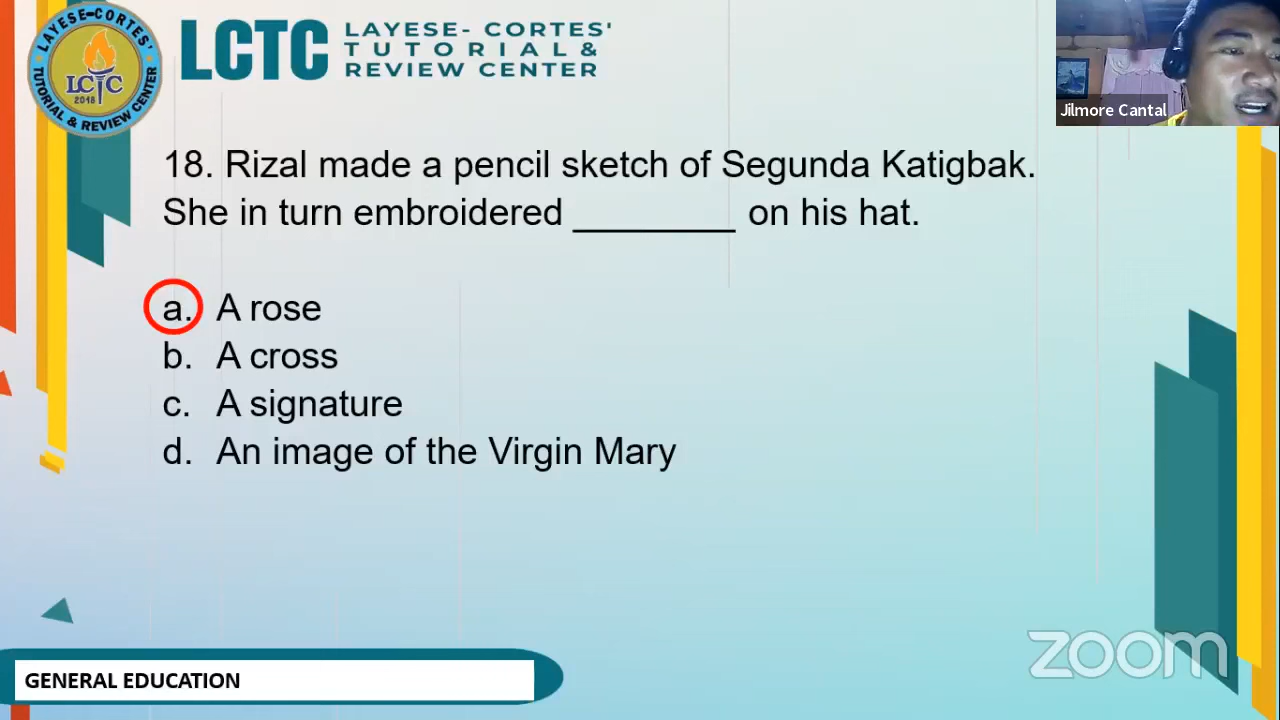 LAYESE-CORTES'
TUTORIAL & REVIEW CENTER
LCTC
2018
LCTC
LAYESE- CORTES'
TUTORIAL &
REVIEW CENTER
Jilmore Cantal
18. Rizal made a pencil sketch of Segunda Katigbak.
She in turn embroidered ________ on his hat.
a. A rose
b. A cross
c. A signature
d. An image of the Virgin Mary
zoom
GENERAL EDUCATION